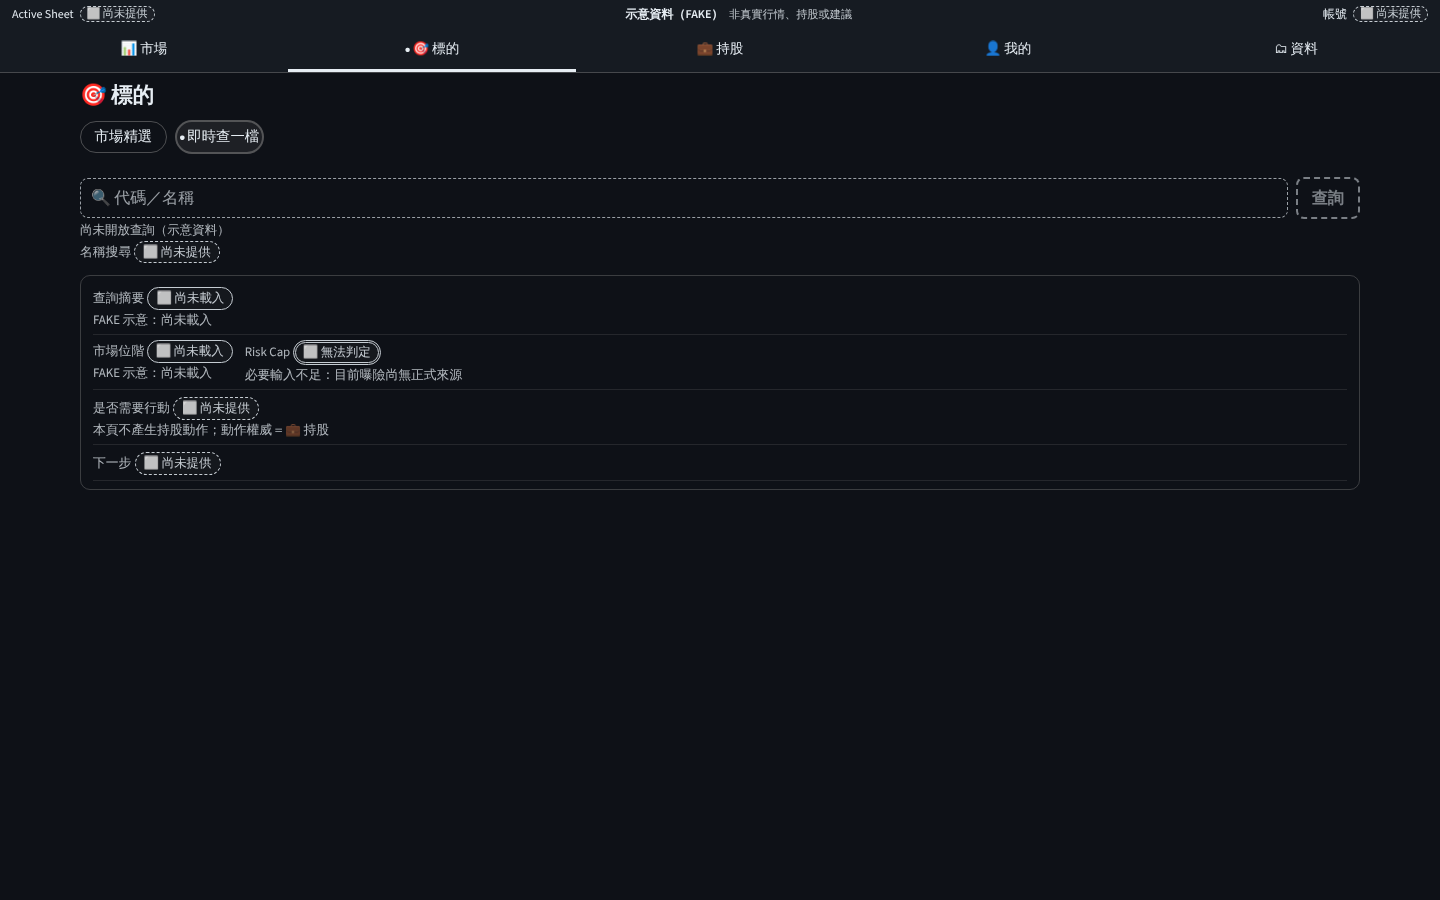 Active Sheet ⬜ 尚未提供 示意資料（FAKE） 非真實行情、持股或建議 帳號 ⬜ 尚未提供
📊 市場 • 🎯 標的 💼 持股 👤 我的 🗂 資料
🎯 標的
市場精選 • 即時查一檔
🔍 代碼／名稱 查詢
尚未開放查詢（示意資料）
名稱搜尋 ⬜ 尚未提供
查詢摘要 ⬜ 尚未載入
FAKE 示意：尚未載入
市場位階 ⬜ 尚未載入 Risk Cap ⬜ 無法判定
FAKE 示意：尚未載入 必要輸入不足：目前曝險尚無正式來源
是否需要行動 ⬜ 尚未提供
本頁不產生持股動作；動作權威＝💼 持股
下一步 ⬜ 尚未提供